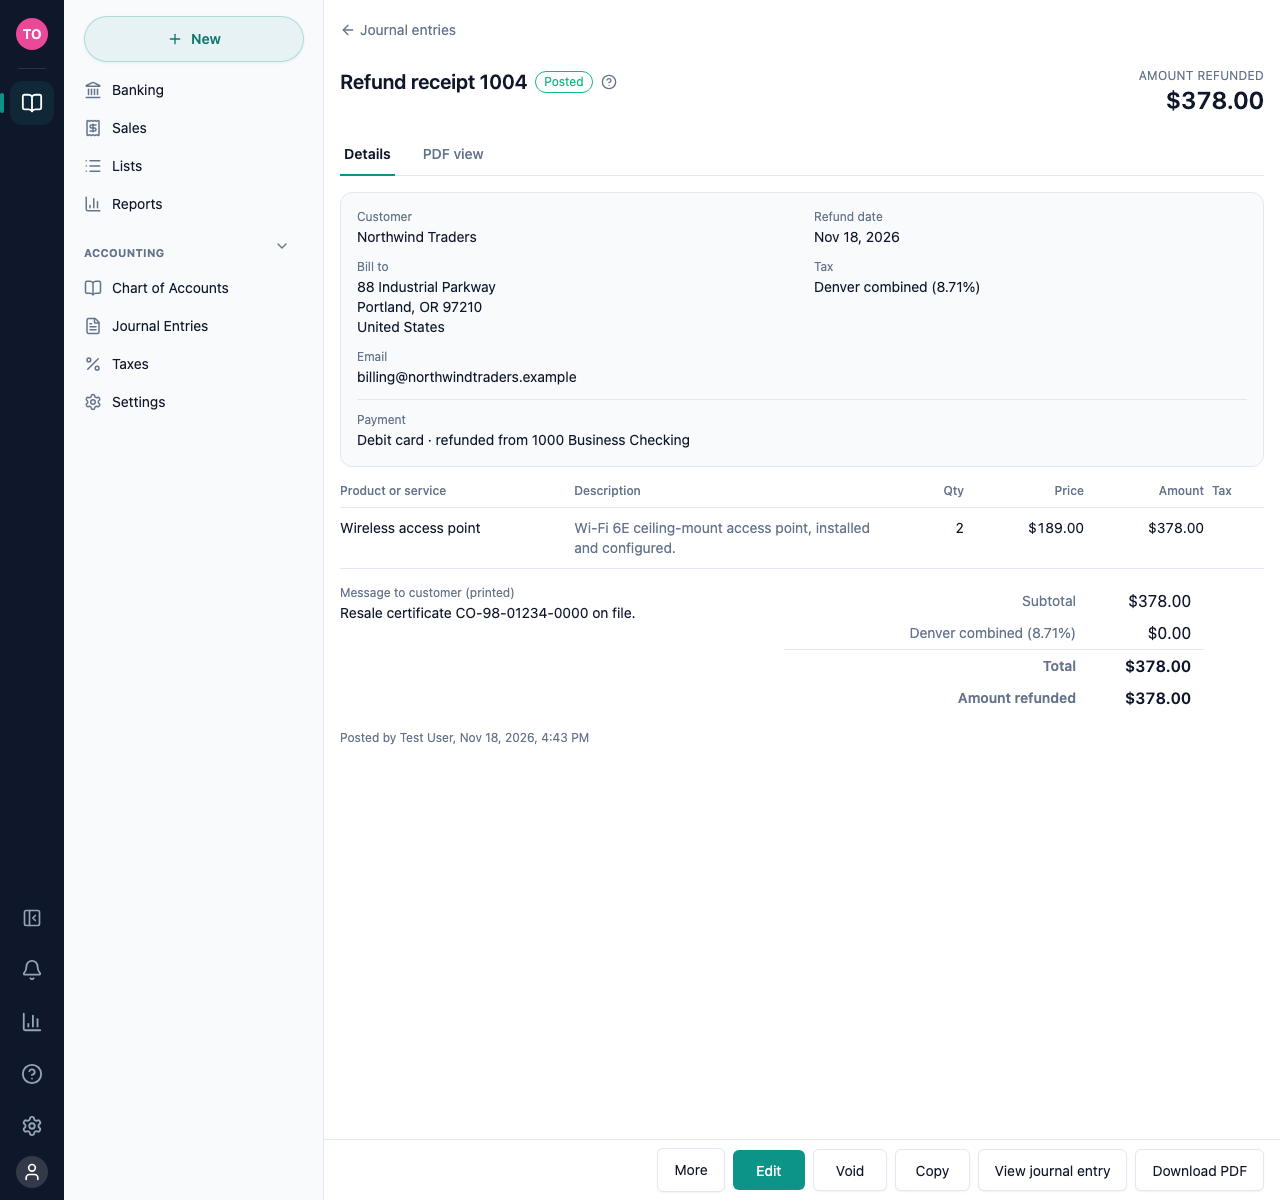 TO
New
Banking
Sales
Lists
Reports
ACCOUNTING
Chart of Accounts
Journal Entries
Taxes
Settings
Journal entries
Refund receipt 1004 Posted
AMOUNT REFUNDED
$378.00
Details PDF view
Customer
Northwind Traders
Refund date
Nov 18, 2026
Bill to
88 Industrial Parkway
Portland, OR 97210
United States
Tax
Denver combined (8.71%)
Email
billing@northwindtraders.example
Payment
Debit card · refunded from 1000 Business Checking
Product or service Description Qty Price Amount Tax
Wireless access point Wi-Fi 6E ceiling-mount access point, installed 2 $189.00 $378.00
and configured.
Message to customer (printed)
Resale certificate CO-98-01234-0000 on file.
Subtotal $378.00
Denver combined (8.71%) $0.00
Total $378.00
Amount refunded $378.00
Posted by Test User, Nov 18, 2026, 4:43 PM
More Edit Void Copy View journal entry Download PDF